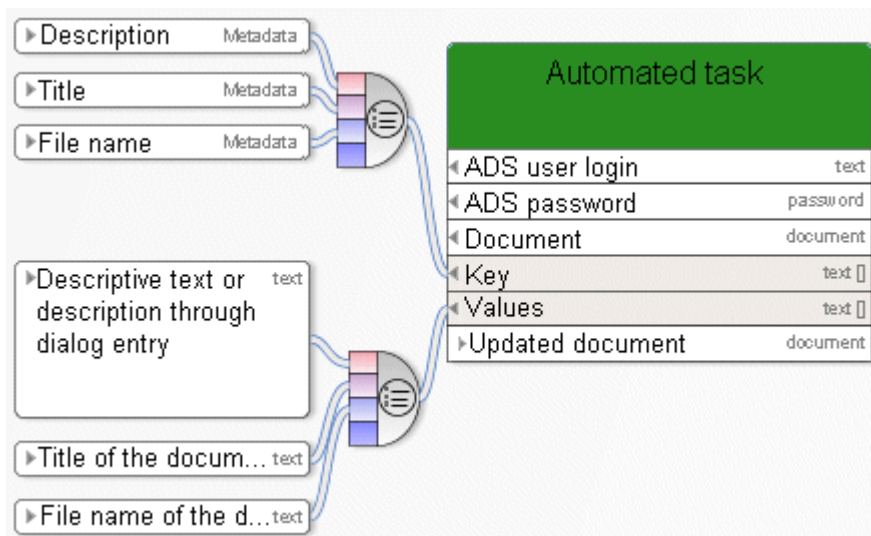 Description Metadata
Title Metadata
File name Metadata
Automated task
ADS user login text
ADS password password
Document document
Key text []
Values text []
Updated document document
Descriptive text or text
description through
dialog entry
Title of the docum... text
File name of the d... text